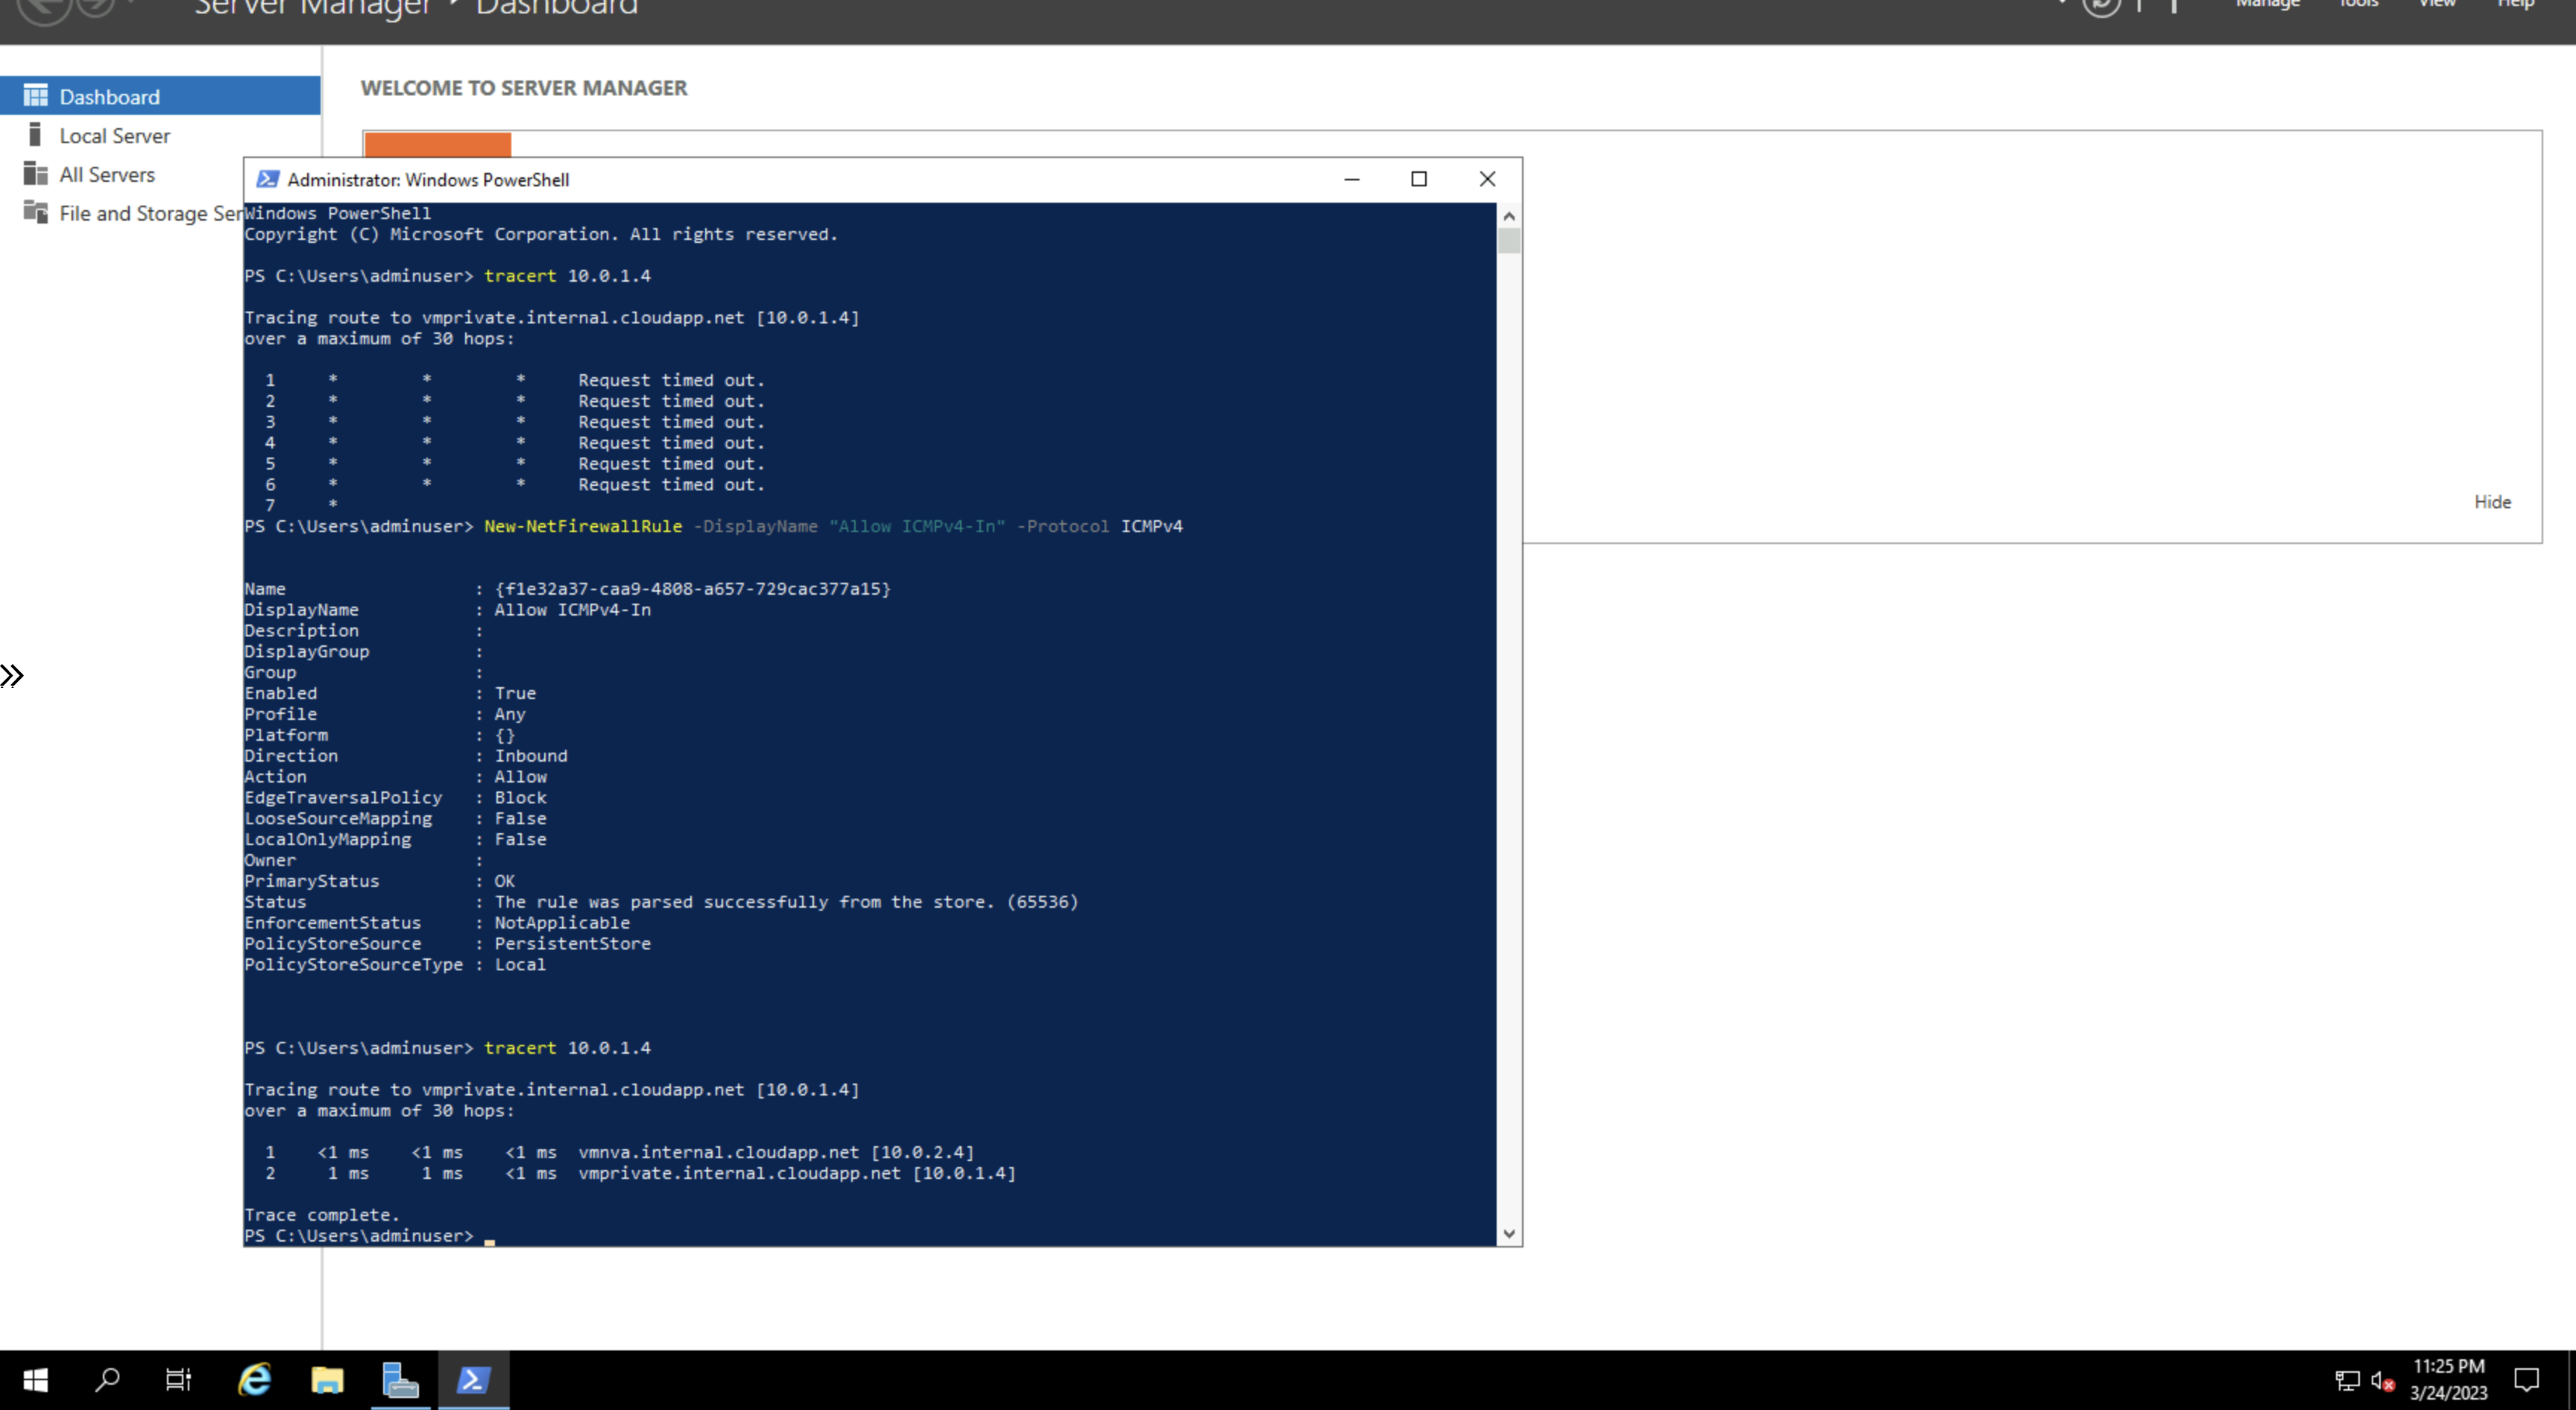 Server Manager • Dashboard
Manage Tools View Help
Dashboard
Local Server
All Servers
File and Storage Ser
WELCOME TO SERVER MANAGER
Hide
Administrator: Windows PowerShell
Windows PowerShell
Copyright (C) Microsoft Corporation. All rights reserved.
PS C:\Users\adminuser> tracert 10.0.1.4
Tracing route to vmprivate.internal.cloudapp.net [10.0.1.4]
over a maximum of 30 hops:
1 * * * Request timed out.
2 * * * Request timed out.
3 * * * Request timed out.
4 * * * Request timed out.
5 * * * Request timed out.
6 * * * Request timed out.
7 *
PS C:\Users\adminuser> New-NetFirewallRule -DisplayName "Allow ICMPv4-In" -Protocol ICMPv4
Name : {f1e32a37-caa9-4808-a657-729cac377a15}
DisplayName : Allow ICMPv4-In
Description :
DisplayGroup :
Group :
Enabled : True
Profile : Any
Platform : {}
Direction : Inbound
Action : Allow
EdgeTraversalPolicy : Block
LooseSourceMapping : False
LocalOnlyMapping : False
Owner :
PrimaryStatus : OK
Status : The rule was parsed successfully from the store. (65536)
EnforcementStatus : NotApplicable
PolicyStoreSource : PersistentStore
PolicyStoreSourceType : Local
PS C:\Users\adminuser> tracert 10.0.1.4
Tracing route to vmprivate.internal.cloudapp.net [10.0.1.4]
over a maximum of 30 hops:
1 <1 ms <1 ms <1 ms vmnva.internal.cloudapp.net [10.0.2.4]
2 1 ms 1 ms <1 ms vmprivate.internal.cloudapp.net [10.0.1.4]
Trace complete.
PS C:\Users\adminuser>
11:25 PM
3/24/2023